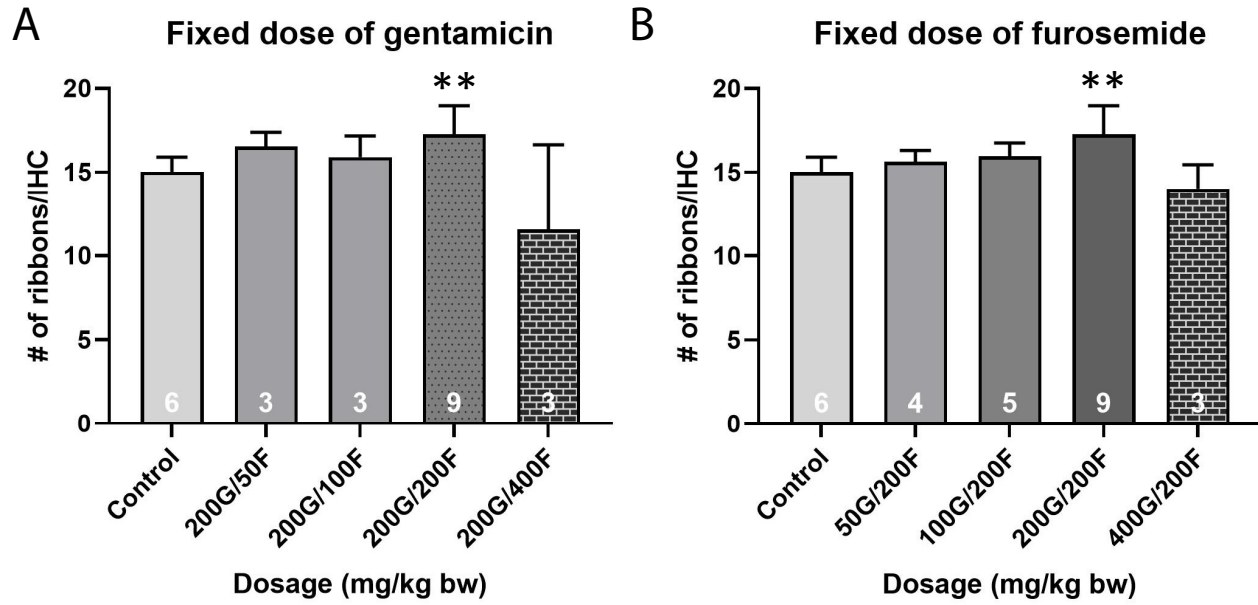 A
Fixed dose of gentamicin
# of ribbons/IHC
20
15
10
5
0
**
6
3
3
9
3
Control
200G/50F
200G/100F
200G/200F
200G/400F
Dosage (mg/kg bw)
B
Fixed dose of furosemide
# of ribbons/IHC
20
15
10
5
0
**
6
4
5
9
3
Control
50G/200F
100G/200F
200G/200F
400G/200F
Dosage (mg/kg bw)